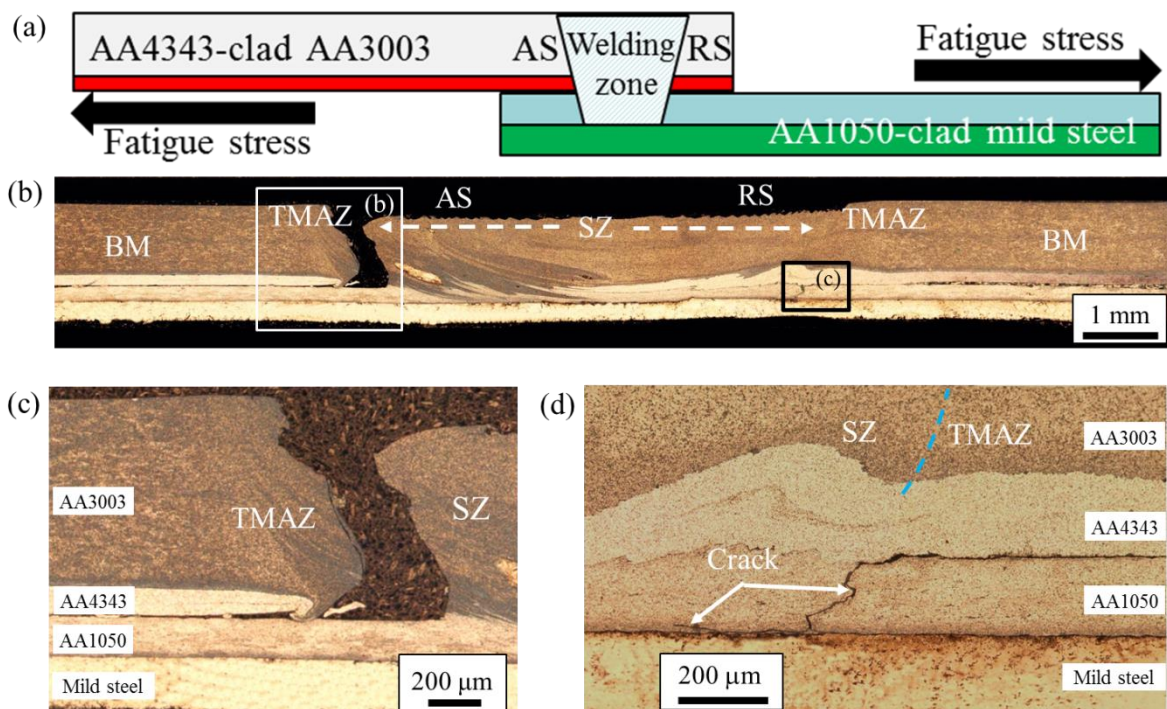 (a)
AA4343-clad AA3003
AS
Welding
zone
RS
Fatigue stress
Fatigue stress
AA1050-clad mild steel
(b)
AS
RS
TMAZ
(b)
SZ
TMAZ
BM
BM
(c)
1 mm
(c)
AA3003
TMAZ
SZ
AA4343
AA1050
Mild steel
200 μm
(d)
SZ
TMAZ
AA3003
AA4343
Crack
AA1050
200 μm
Mild steel